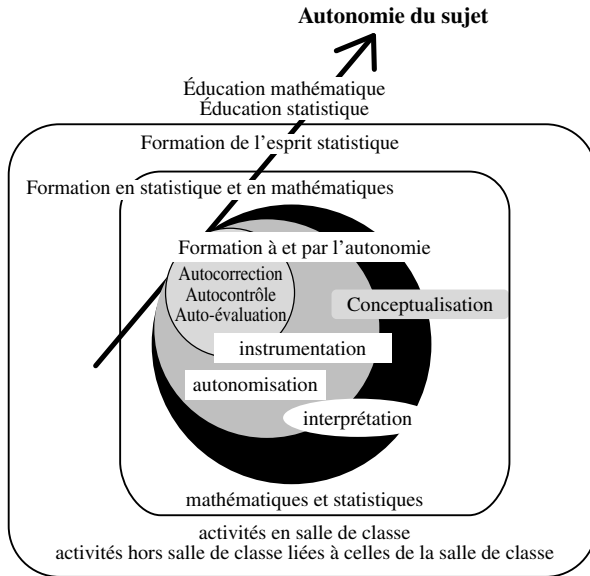 Autonomie du sujet
Éducation mathématique
Éducation statistique
Formation de l'esprit statistique
Formation en statistique et en mathématiques
Formation à et par l'autonomie
Autocorrection
Autocontrôle
Auto-évaluation
Conceptualisation
instrumentation
autonomisation
interprétation
mathématiques et statistiques
activités en salle de classe
activités hors salle de classe liées à celles de la salle de classe